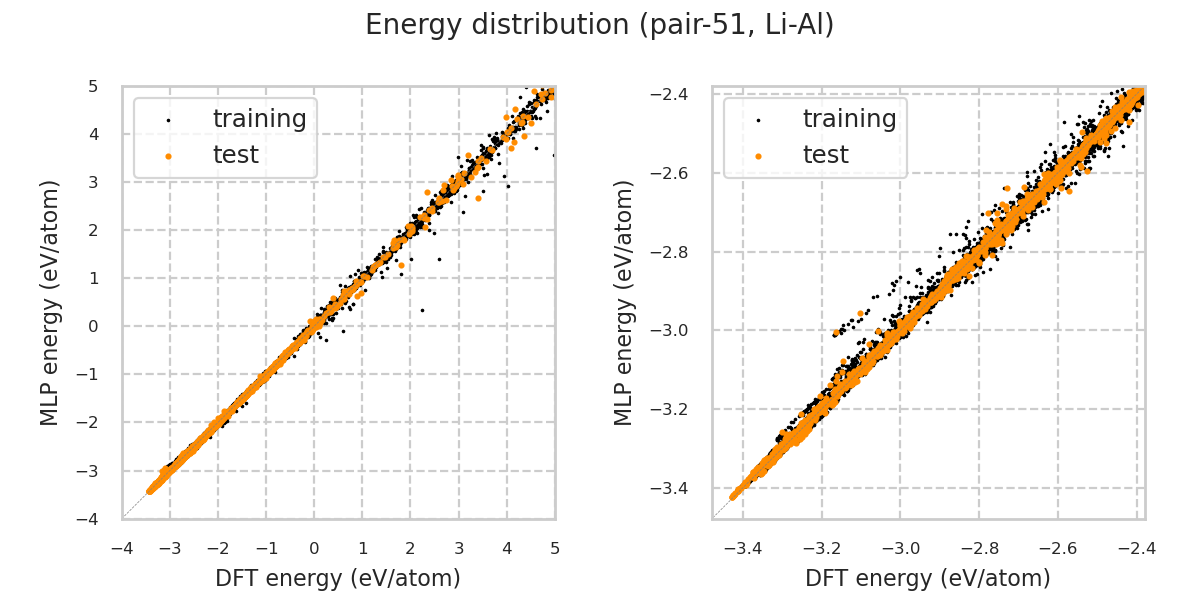 Energy distribution (pair-51, Li-Al)
MLP energy (eV/atom)
5
4
3
2
1
0
−1
−2
−3
−4
training
test
−4 −3 −2 −1 0 1 2 3 4 5
DFT energy (eV/atom)
MLP energy (eV/atom)
−2.4
−2.6
−2.8
−3.0
−3.2
−3.4
training
test
−3.4 −3.2 −3.0 −2.8 −2.6 −2.4
DFT energy (eV/atom)